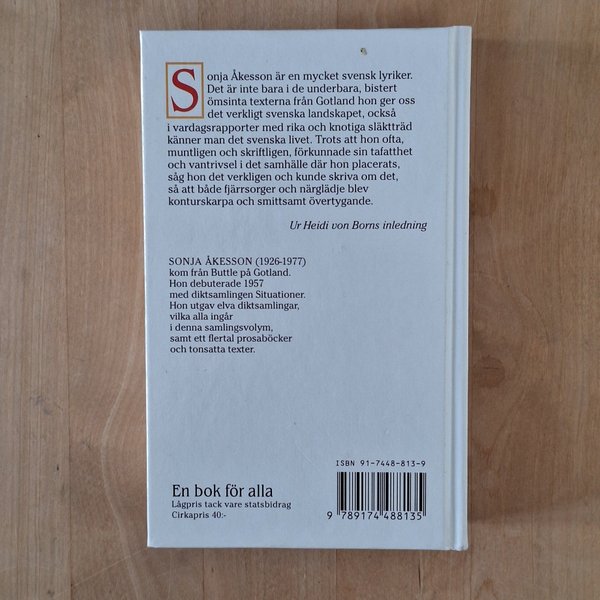 Sonja Åkesson är en mycket svensk lyriker.
Det är inte bara i de underbara, bistert
ömsinta texterna från Gotland hon ger oss
det verkligt svenska landskapet, också
i vardagsrapporter med rika och knotiga släktträd
känner man det svenska livet. Trots att hon ofta,
muntligen och skriftligen, förkunnade sin tafatthet
och vantrivsel i det samhälle där hon placerats,
såg hon det verkligen och kunde skriva om det,
så att både fjärrsorger och närglädje blev
konturskarpa och smittsamt övertygande.
Ur Heidi von Borns inledning
SONJA ÅKESSON (1926-1977)
kom från Buttle på Gotland.
Hon debuterade 1957
med diktsamlingen Situationer.
Hon utgav elva diktsamlingar,
vilka alla ingår
i denna samlingsvolym,
samt ett flertal prosaböcker
och tonsatta texter.
ISBN 91-7448-813-9
9 789174 488135
En bok för alla
Lågpris tack vare statsbidrag
Cirkapris 40:-